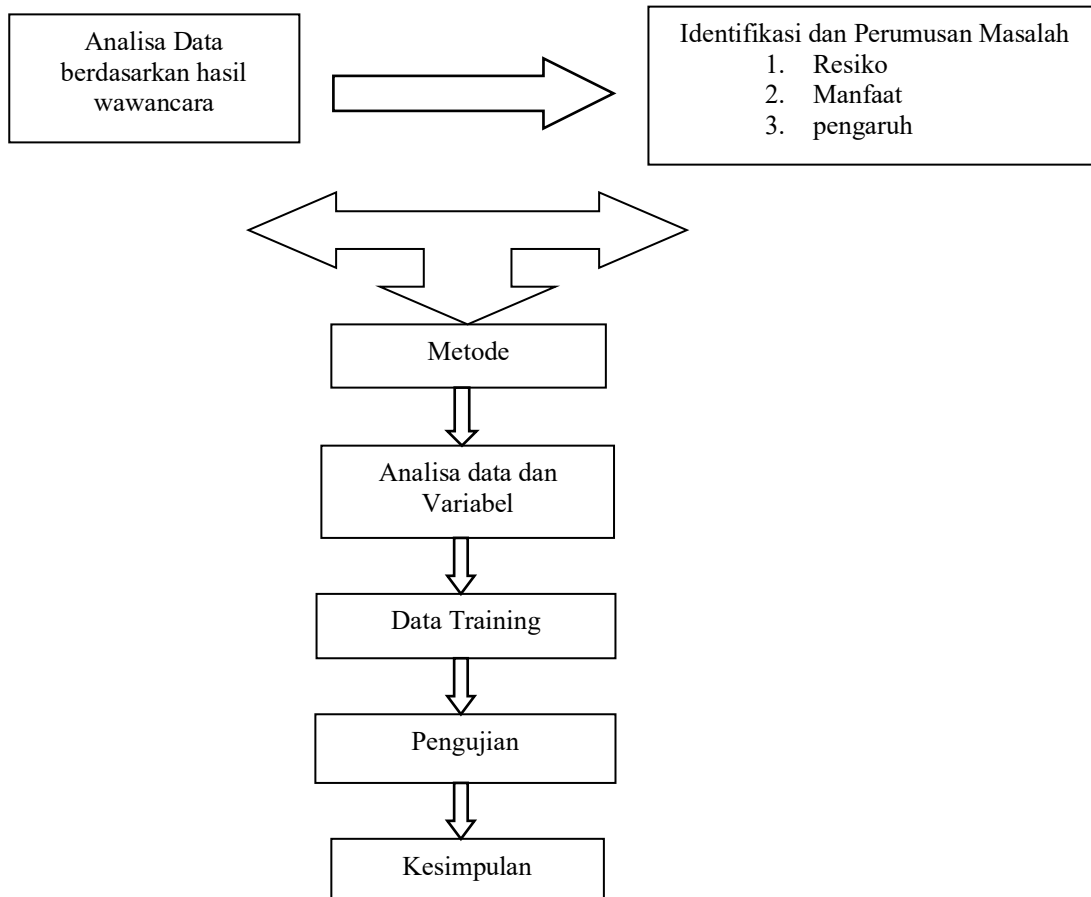 Analisa Data
berdasarkan hasil
wawancara
Identifikasi dan Perumusan Masalah
1. Resiko
2. Manfaat
3. pengaruh
Metode
Analisa data dan
Variabel
Data Training
Pengujian
Kesimpulan